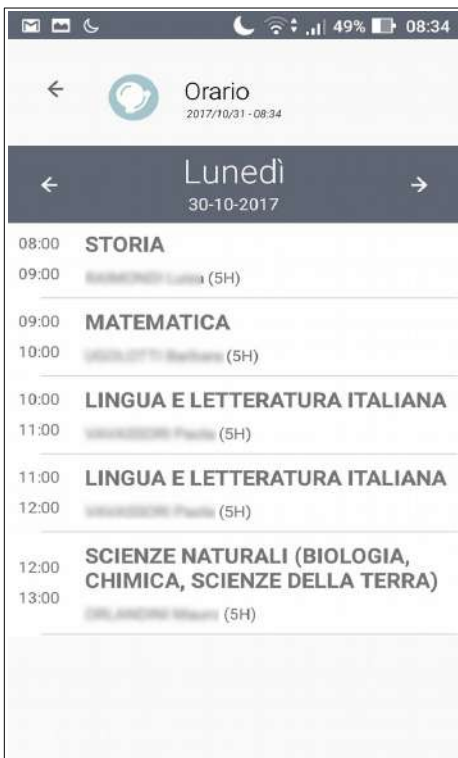 49% 08:34
Orario
2017/10/31 - 08:34
Lunedì
30-10-2017
08:00 STORIA
09:00 (5H)
09:00 MATEMATICA
10:00 (5H)
10:00 LINGUA E LETTERATURA ITALIANA
11:00 (5H)
11:00 LINGUA E LETTERATURA ITALIANA
12:00 (5H)
12:00 SCIENZE NATURALI (BIOLOGIA,
CHIMICA, SCIENZE DELLA TERRA)
13:00 (5H)